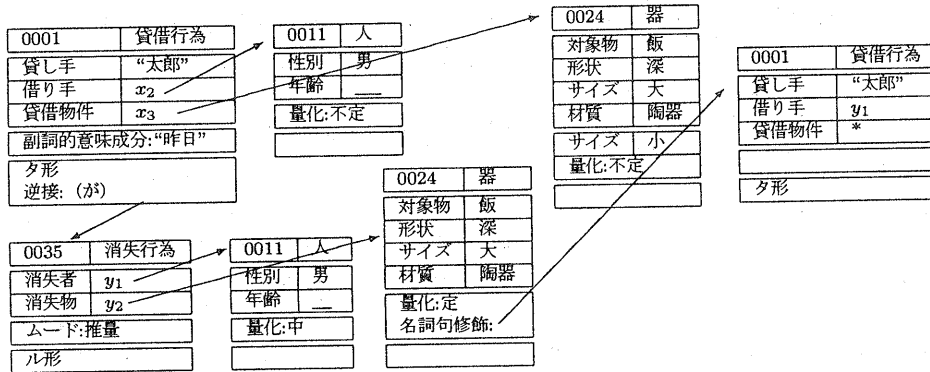 0001 貸借行為
貸し手 “太郎”
借り手 x2
貸借物件 x3
副詞的意味成分:“昨日”
タ形
逆接: (が)
0011 人
性別 男
年齢 __
量化:不定
0024 器
対象物 飯
形状 深
サイズ 大
材質 陶器
サイズ 小
量化:不定
0001 貸借行為
貸し手 “太郎”
借り手 y1
貸借物件 *
タ形
0035 消失行為
消失者 y1
消失物 y2
ムード:推量
ル形
0011 人
性別 男
年齢 __
量化:中
0024 器
対象物 飯
形状 深
サイズ 大
材質 陶器
量化:定
名詞句修飾: